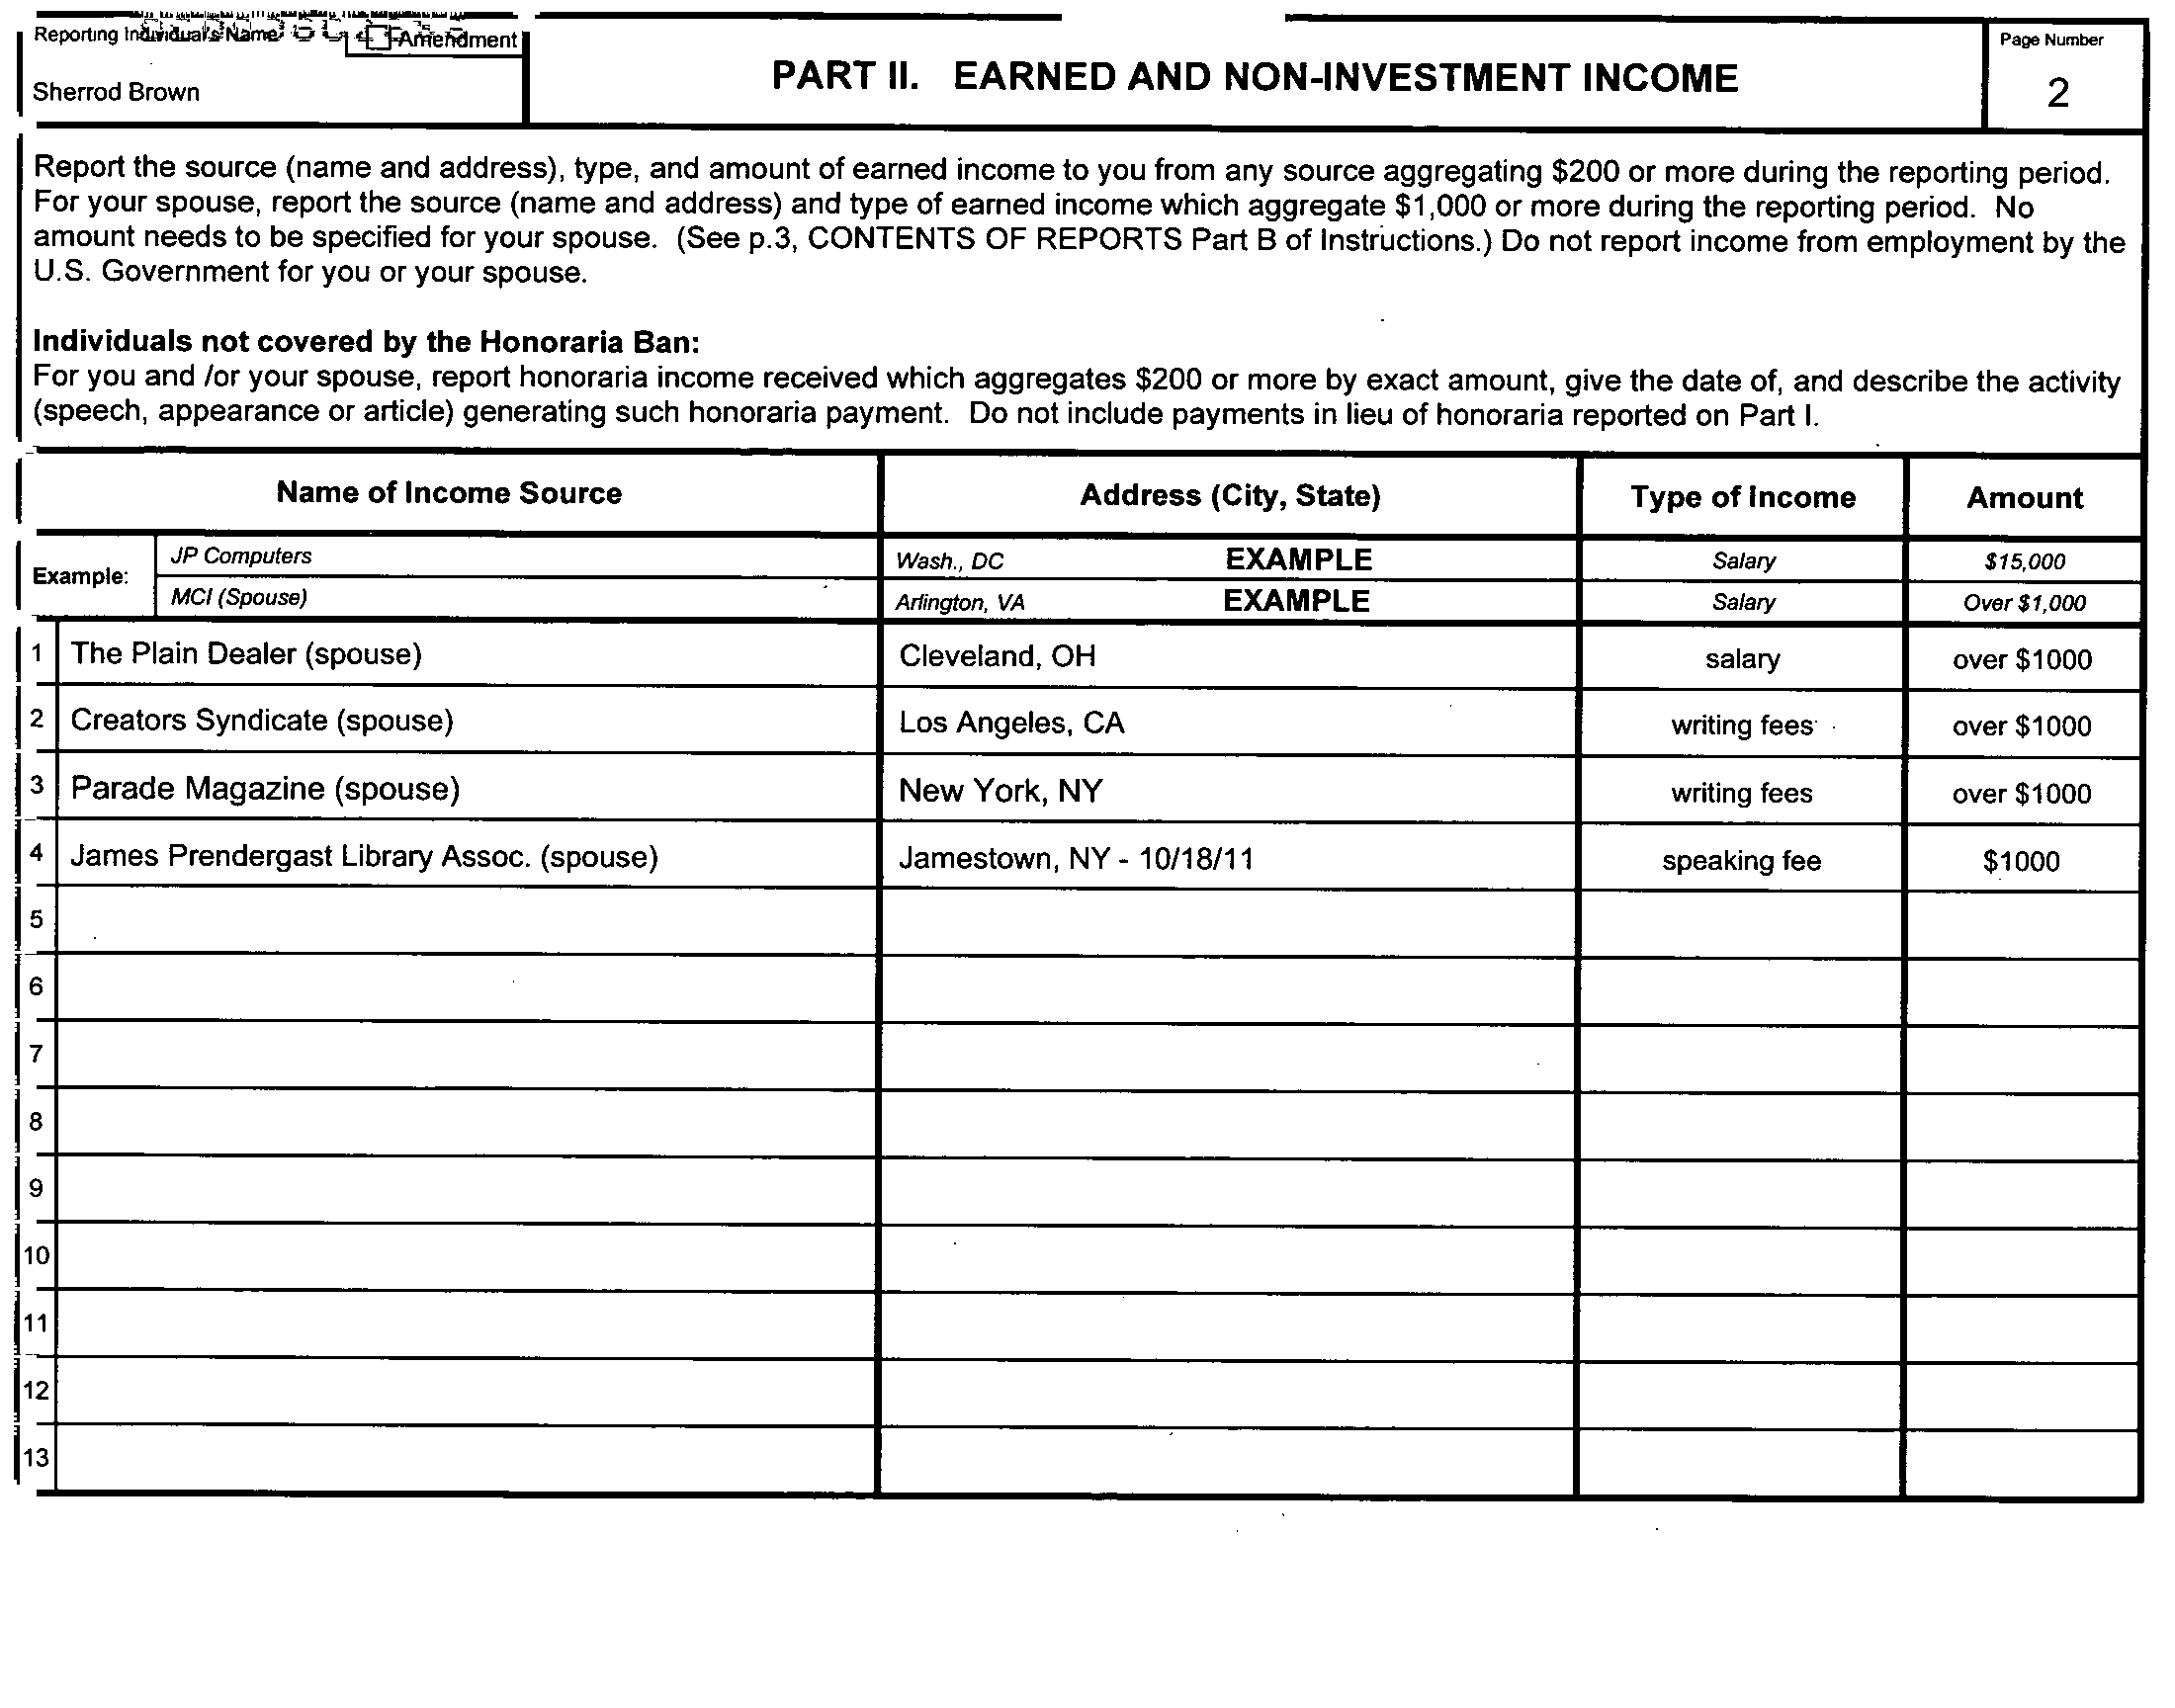 Reporting Individual's Name
Amendment
Sherrod Brown
PART II. EARNED AND NON-INVESTMENT INCOME
Page Number
2
Report the source (name and address), type, and amount of earned income to you from any source aggregating $200 or more during the reporting period.
For your spouse, report the source (name and address) and type of earned income which aggregate $1,000 or more during the reporting period. No
amount needs to be specified for your spouse. (See p.3, CONTENTS OF REPORTS Part B of Instructions.) Do not report income from employment by the
U.S. Government for you or your spouse.
Individuals not covered by the Honoraria Ban:
For you and /or your spouse, report honoraria income received which aggregates $200 or more by exact amount, give the date of, and describe the activity
(speech, appearance or article) generating such honoraria payment. Do not include payments in lieu of honoraria reported on Part I.
Name of Income Source Address (City, State) Type of Income Amount
Example: JP Computers Wash., DC EXAMPLE Salary $15,000
MCI (Spouse) Arlington, VA EXAMPLE Salary Over $1,000
1 The Plain Dealer (spouse) Cleveland, OH salary over $1000
2 Creators Syndicate (spouse) Los Angeles, CA writing fees over $1000
3 Parade Magazine (spouse) New York, NY writing fees over $1000
4 James Prendergast Library Assoc. (spouse) Jamestown, NY - 10/18/11 speaking fee $1000
5
6
7
8
9
10
11
12
13